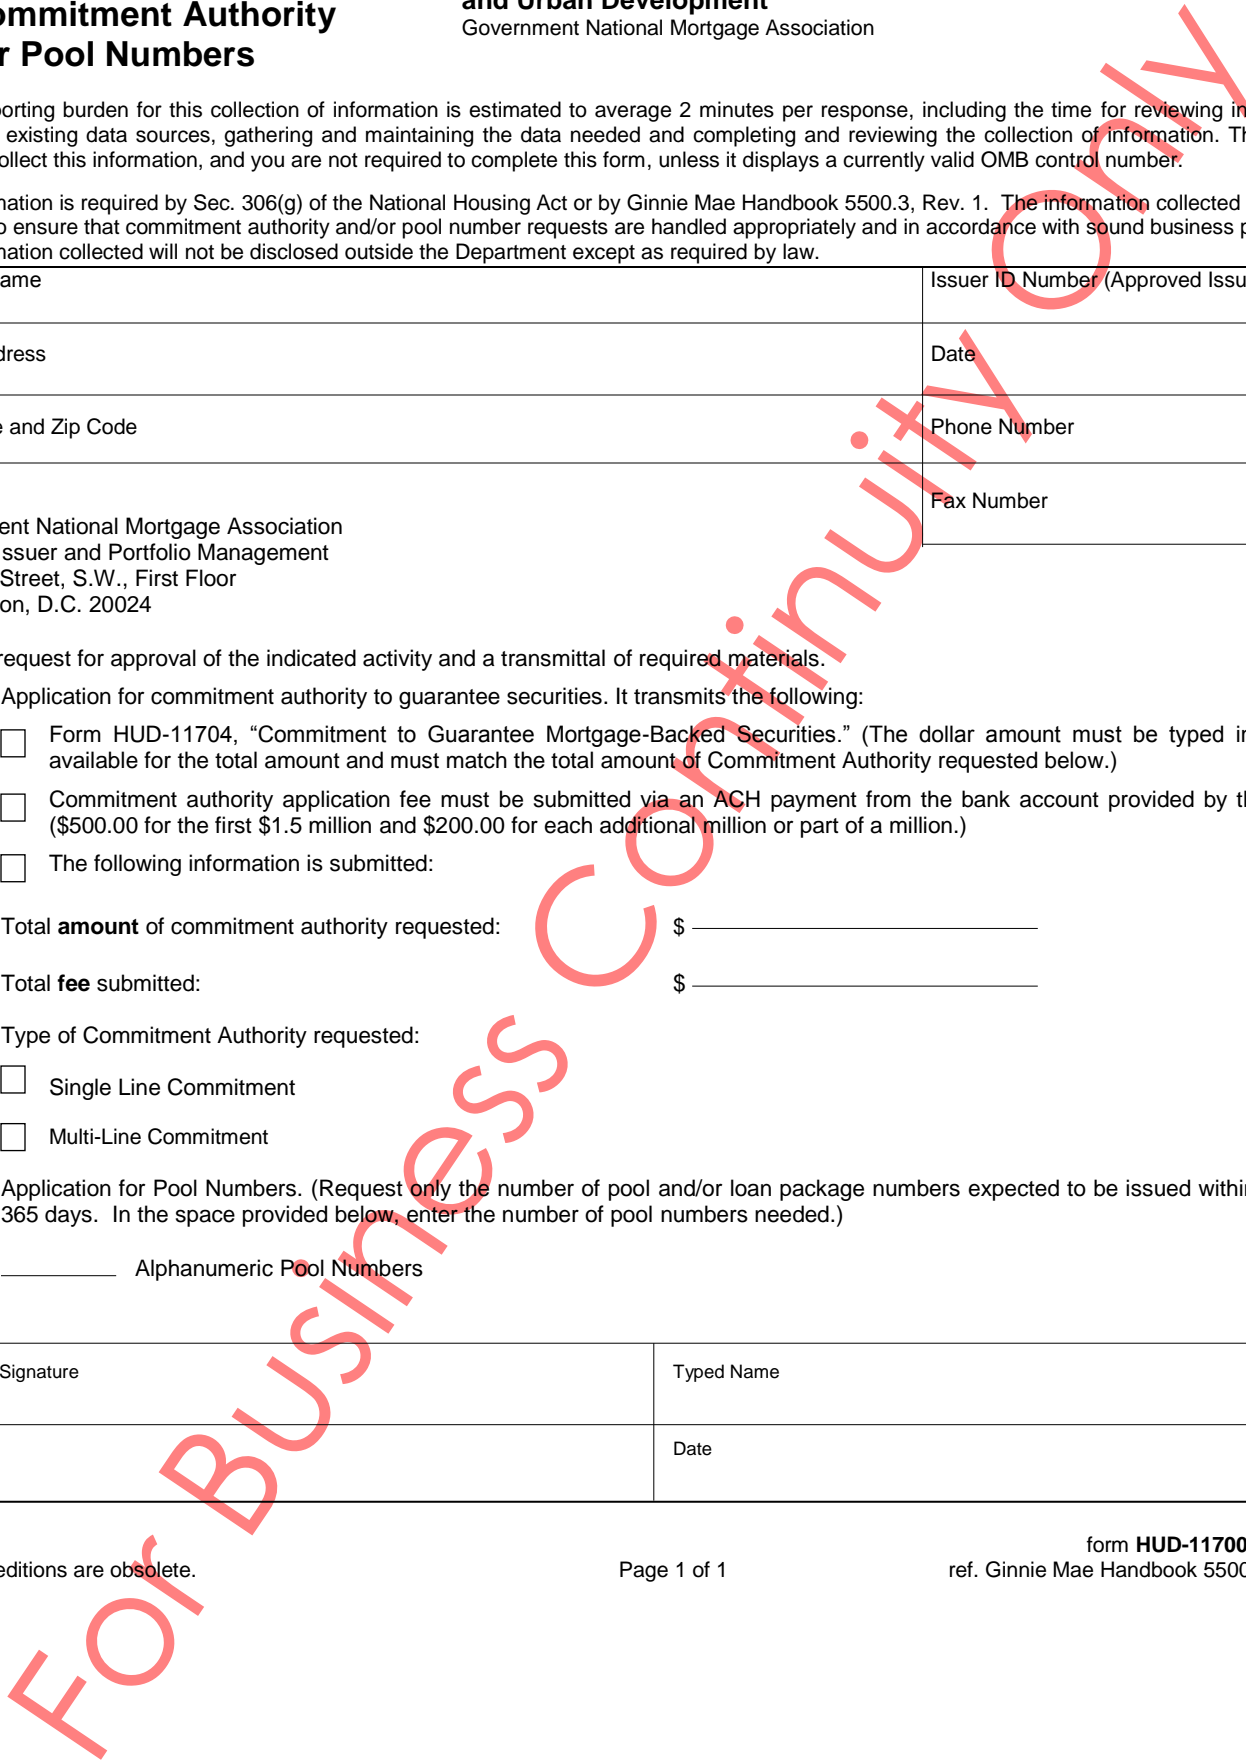 ommitment Authority
r Pool Numbers
and Urban Development
Government National Mortgage Association
orting burden for this collection of information is estimated to average 2 minutes per response, including the time for reviewing in
existing data sources, gathering and maintaining the data needed and completing and reviewing the collection of information. Th
ollect this information, and you are not required to complete this form, unless it displays a currently valid OMB control number.
mation is required by Sec. 306(g) of the National Housing Act or by Ginnie Mae Handbook 5500.3, Rev. 1. The information collected
o ensure that commitment authority and/or pool number requests are handled appropriately and in accordance with sound business p
mation collected will not be disclosed outside the Department except as required by law.
ame
Issuer ID Number (Approved Issu
dress
Date
e and Zip Code
Phone Number
Fax Number
ent National Mortgage Association
Issuer and Portfolio Management
Street, S.W., First Floor
on, D.C. 20024
request for approval of the indicated activity and a transmittal of required materials.
Application for commitment authority to guarantee securities. It transmits the following:
Form HUD-11704, “Commitment to Guarantee Mortgage-Backed Securities.” (The dollar amount must be typed in
available for the total amount and must match the total amount of Commitment Authority requested below.)
Commitment authority application fee must be submitted via an ACH payment from the bank account provided by th
($500.00 for the first $1.5 million and $200.00 for each additional million or part of a million.)
The following information is submitted:
Total amount of commitment authority requested: $
Total fee submitted: $
Type of Commitment Authority requested:
Single Line Commitment
Multi-Line Commitment
Application for Pool Numbers. (Request only the number of pool and/or loan package numbers expected to be issued within
365 days. In the space provided below, enter the number of pool numbers needed.)
Alphanumeric Pool Numbers
Signature
Typed Name
Date
form HUD-11700
editions are obsolete.
Page 1 of 1
ref. Ginnie Mae Handbook 5500
For Business Continuity Only